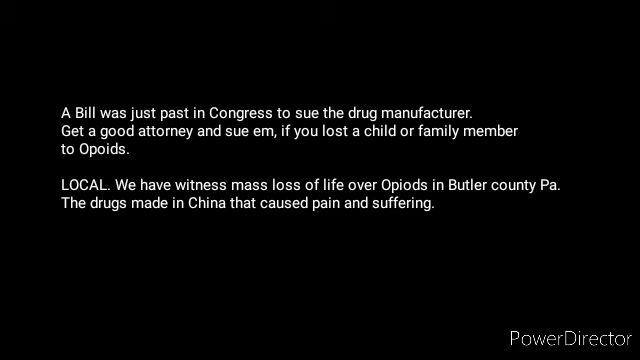 A Bill was just past in Congress to sue the drug manufacturer.
Get a good attorney and sue em, if you lost a child or family member
to Opoids.
LOCAL. We have witness mass loss of life over Opiods in Butler county Pa.
The drugs made in China that caused pain and suffering.
PowerDirector